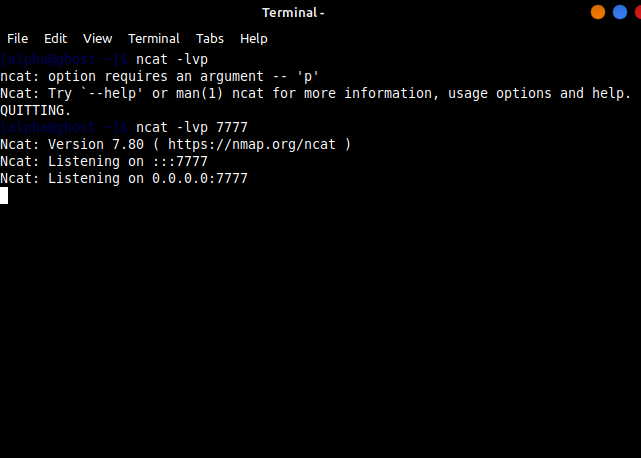 Terminal -
File Edit View Terminal Tabs Help
[alpha@ghost ~]$ ncat -lvp
ncat: option requires an argument -- 'p'
Ncat: Try `--help' or man(1) ncat for more information, usage options and help.
QUITTING.
[alpha@ghost ~]$ ncat -lvp 7777
Ncat: Version 7.80 ( https://nmap.org/ncat )
Ncat: Listening on :::7777
Ncat: Listening on 0.0.0.0:7777